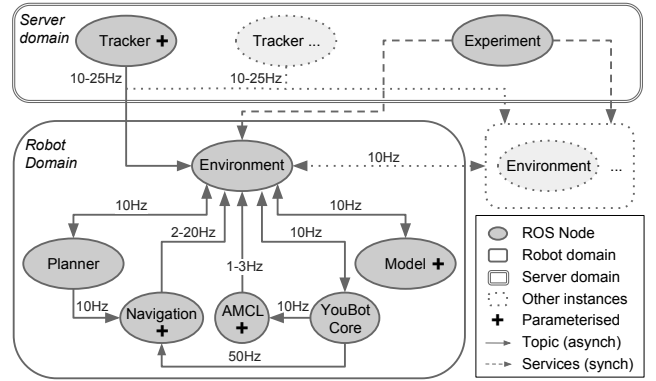 Server
domain
Tracker +
Tracker ...
Experiment
10-25Hz
10-25Hz
Robot
Domain
Environment
10Hz
Environment
...
10Hz
2-20Hz
10Hz
10Hz
Planner
1-3Hz
Model +
10Hz
Navigation
+
AMCL
+
10Hz
YouBot
Core
50Hz
ROS Node
Robot domain
Server domain
Other instances
+ Parameterised
Topic (asynch)
Services (synch)